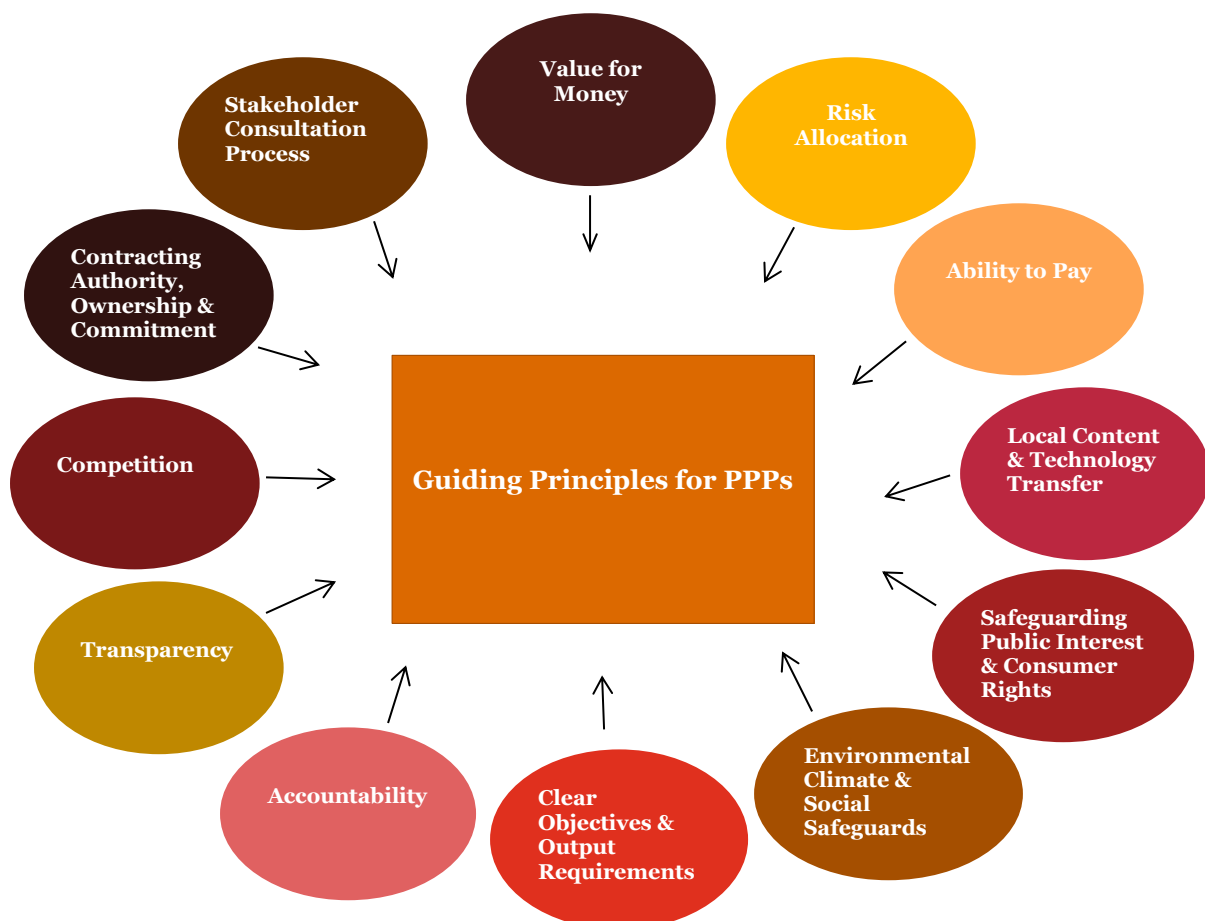 Value for
Money
Risk
Allocation
Ability to Pay
Local Content
& Technology
Transfer
Safeguarding
Public Interest
& Consumer
Rights
Environmental
Climate &
Social
Safeguards
Clear
Objectives &
Output
Requirements
Accountability
Transparency
Competition
Contracting
Authority,
Ownership &
Commitment
Stakeholder
Consultation
Process
Guiding Principles for PPPs